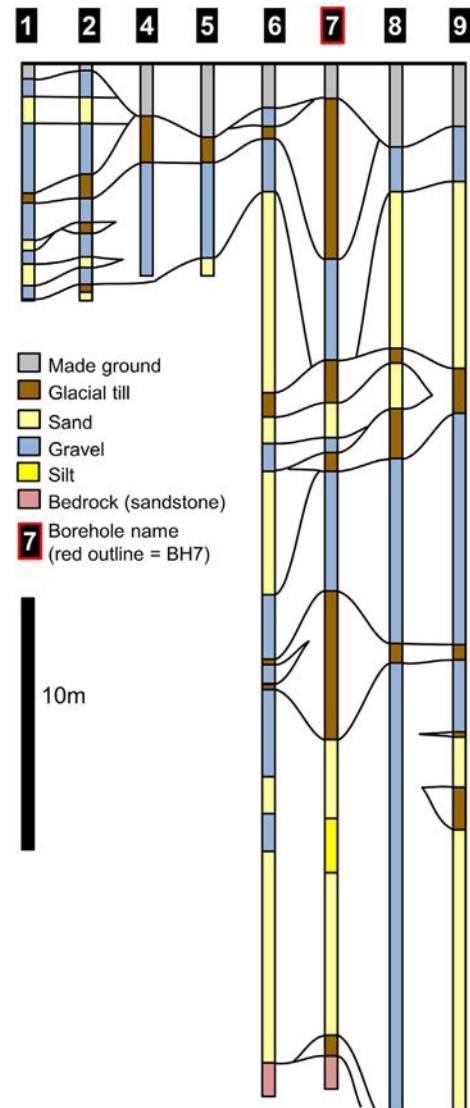 1 2 4 5 6 7 8 9
Made ground
Glacial till
Sand
Gravel
Silt
Bedrock (sandstone)
7 Borehole name
(red outline = BH7)
10m